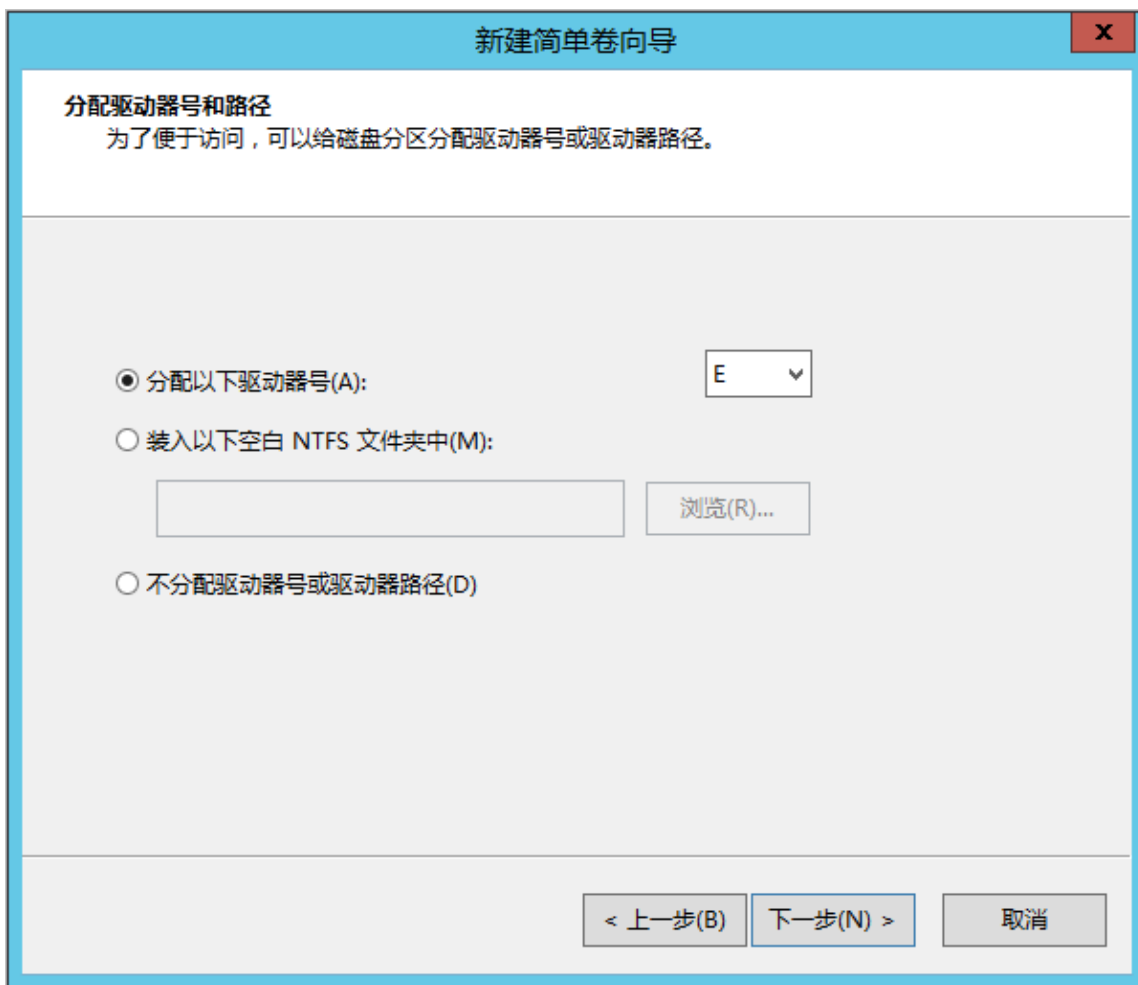 新建简单卷向导
x
分配驱动器号和路径
为了便于访问，可以给磁盘分区分配驱动器号或驱动器路径。
分配以下驱动器号(A):
E
装入以下空白 NTFS 文件夹中(M):
浏览(R)...
不分配驱动器号或驱动器路径(D)
< 上一步(B) 下一步(N) > 取消